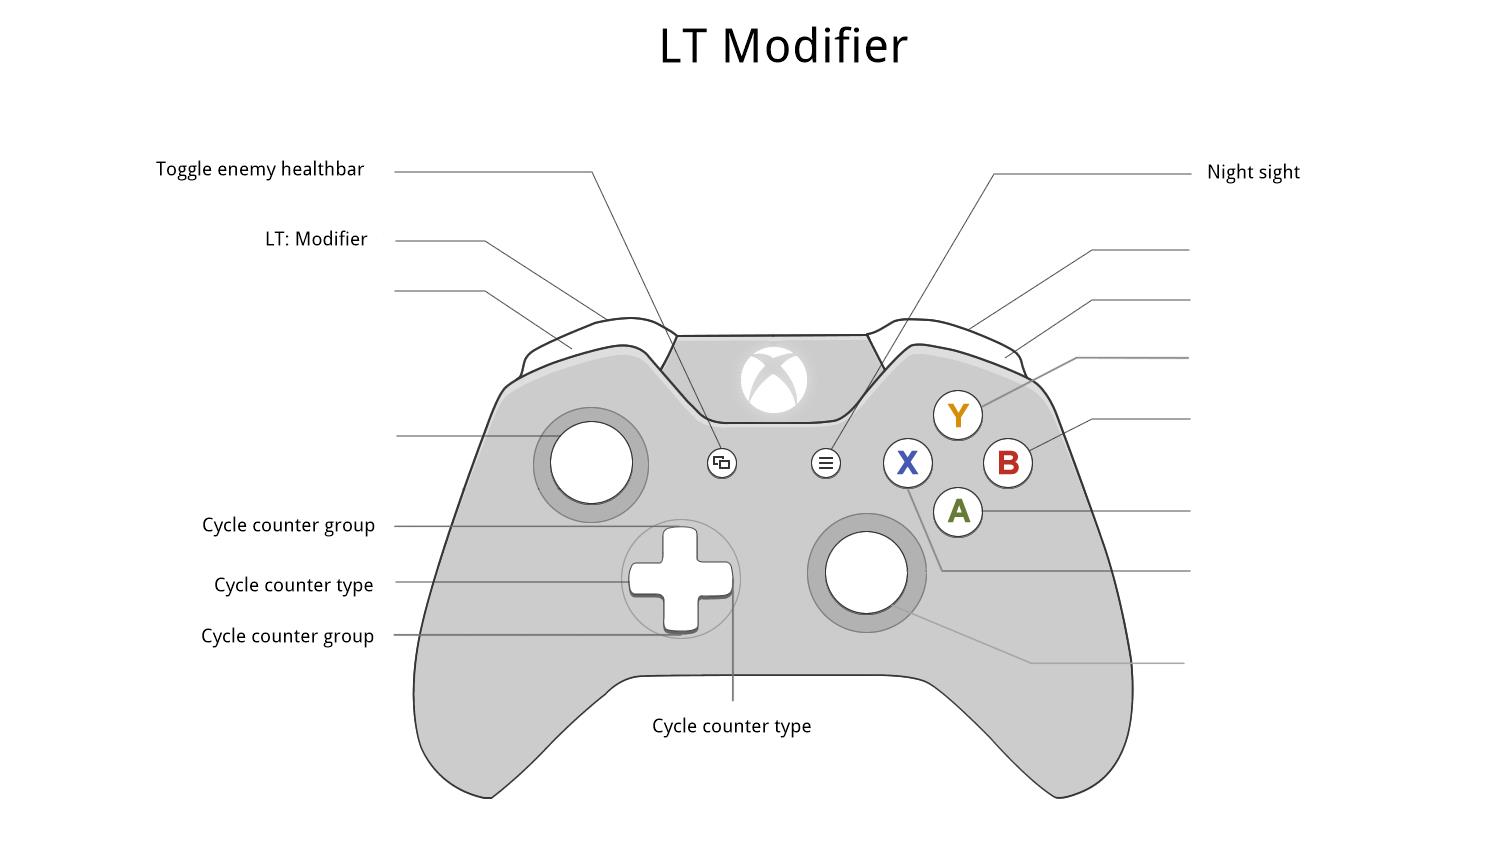 LT Modifier
Toggle enemy healthbar
Night sight
LT: Modifier
Y
X
B
A
Cycle counter group
Cycle counter type
Cycle counter group
Cycle counter type